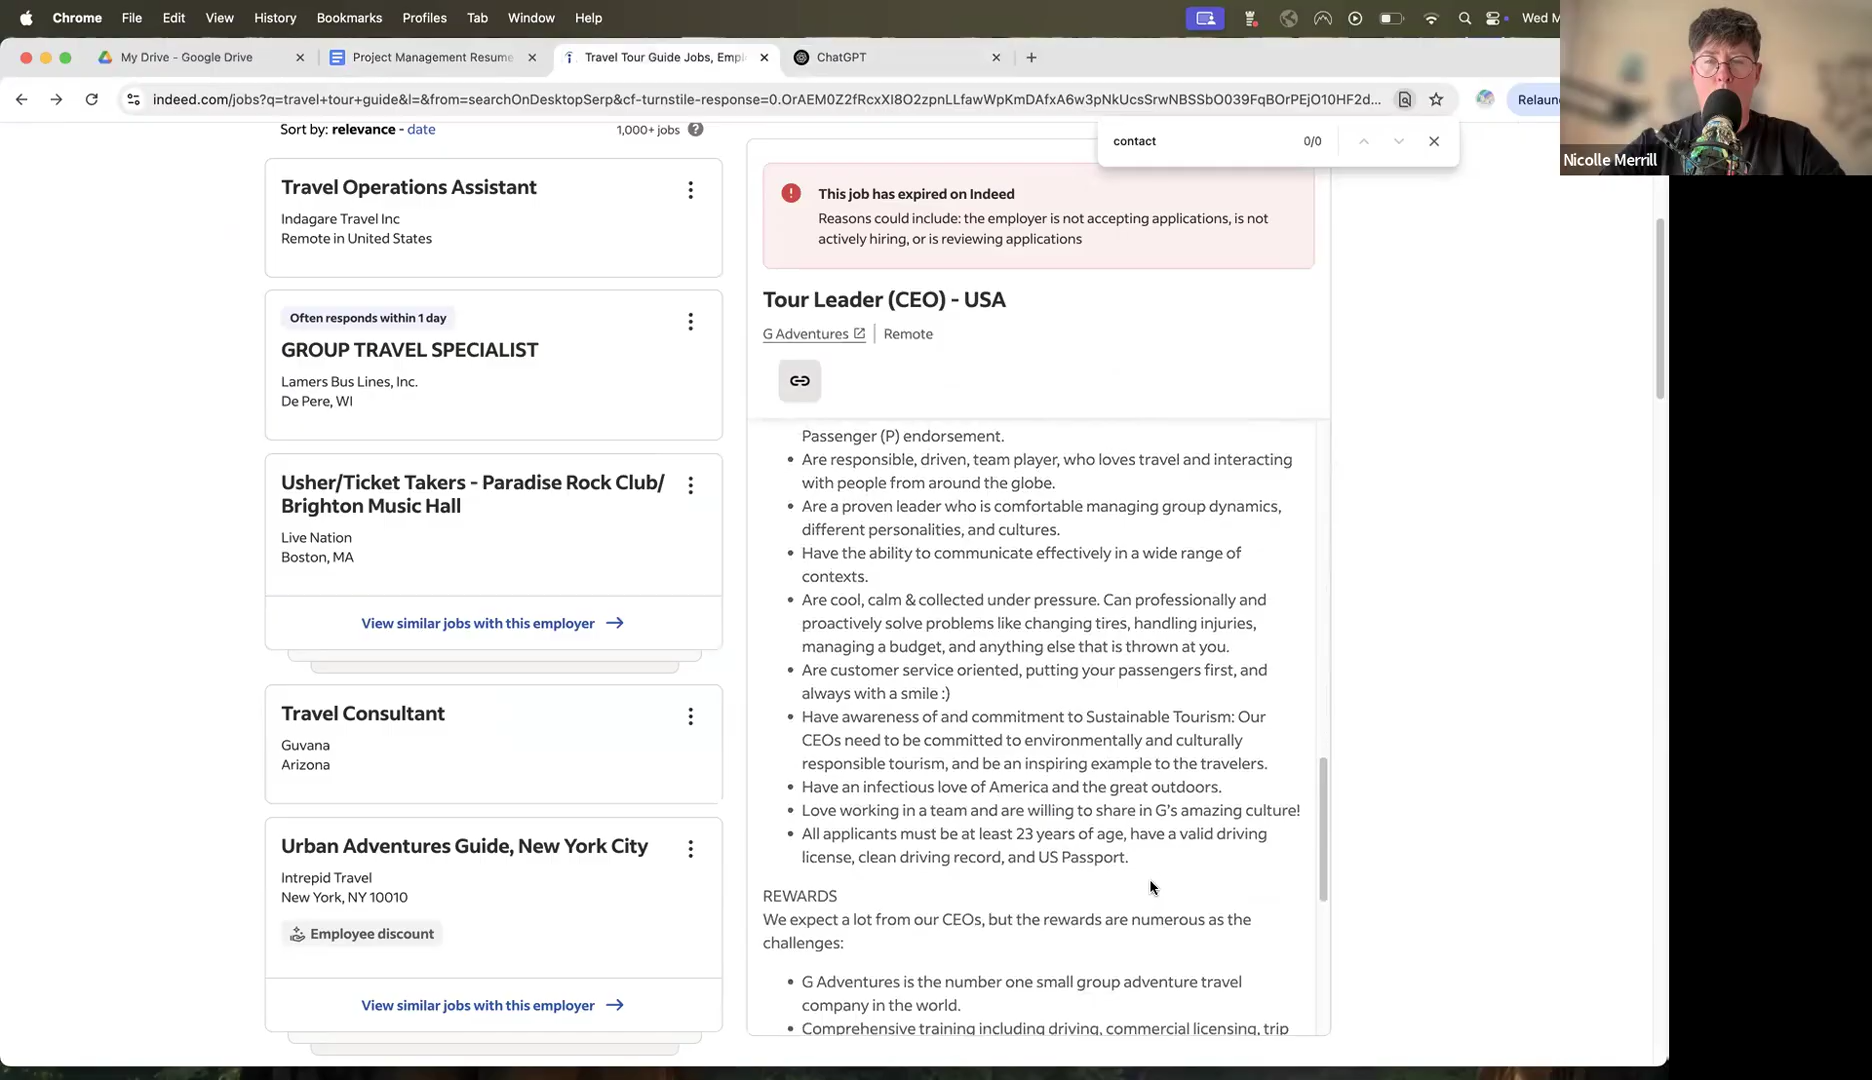 Chrome File Edit View History Bookmarks Profiles Tab Window Help
Wed M
My Drive - Google Drive
Project Management Resume
Travel Tour Guide Jobs, Empl
ChatGPT
indeed.com/jobs?q=travel+tour+guide&l=&from=searchOnDesktopSerp&cf-turnstile-response=0.OrAEM0Z2fRcxXI8O2zpnLLfawWpKmDAfxA6w3pNkUcsSrwNBSSbO039FqBOrPEjO10HF2d...
Relaun
contact 0/0
Nicolle Merrill
Sort by: relevance - date
1,000+ jobs
Travel Operations Assistant
Indagare Travel Inc
Remote in United States
Often responds within 1 day
GROUP TRAVEL SPECIALIST
Lamers Bus Lines, Inc.
De Pere, WI
Usher/Ticket Takers - Paradise Rock Club/
Brighton Music Hall
Live Nation
Boston, MA
View similar jobs with this employer
Travel Consultant
Guvana
Arizona
Urban Adventures Guide, New York City
Intrepid Travel
New York, NY 10010
Employee discount
View similar jobs with this employer
This job has expired on Indeed
Reasons could include: the employer is not accepting applications, is not
actively hiring, or is reviewing applications
Tour Leader (CEO) - USA
G Adventures | Remote
Passenger (P) endorsement.
• Are responsible, driven, team player, who loves travel and interacting
with people from around the globe.
• Are a proven leader who is comfortable managing group dynamics,
different personalities, and cultures.
• Have the ability to communicate effectively in a wide range of
contexts.
• Are cool, calm & collected under pressure. Can professionally and
proactively solve problems like changing tires, handling injuries,
managing a budget, and anything else that is thrown at you.
• Are customer service oriented, putting your passengers first, and
always with a smile :)
• Have awareness of and commitment to Sustainable Tourism: Our
CEOs need to be committed to environmentally and culturally
responsible tourism, and be an inspiring example to the travelers.
• Have an infectious love of America and the great outdoors.
• Love working in a team and are willing to share in G's amazing culture!
• All applicants must be at least 23 years of age, have a valid driving
license, clean driving record, and US Passport.
REWARDS
We expect a lot from our CEOs, but the rewards are numerous as the
challenges:
• G Adventures is the number one small group adventure travel
company in the world.
• Comprehensive training including driving, commercial licensing, trip